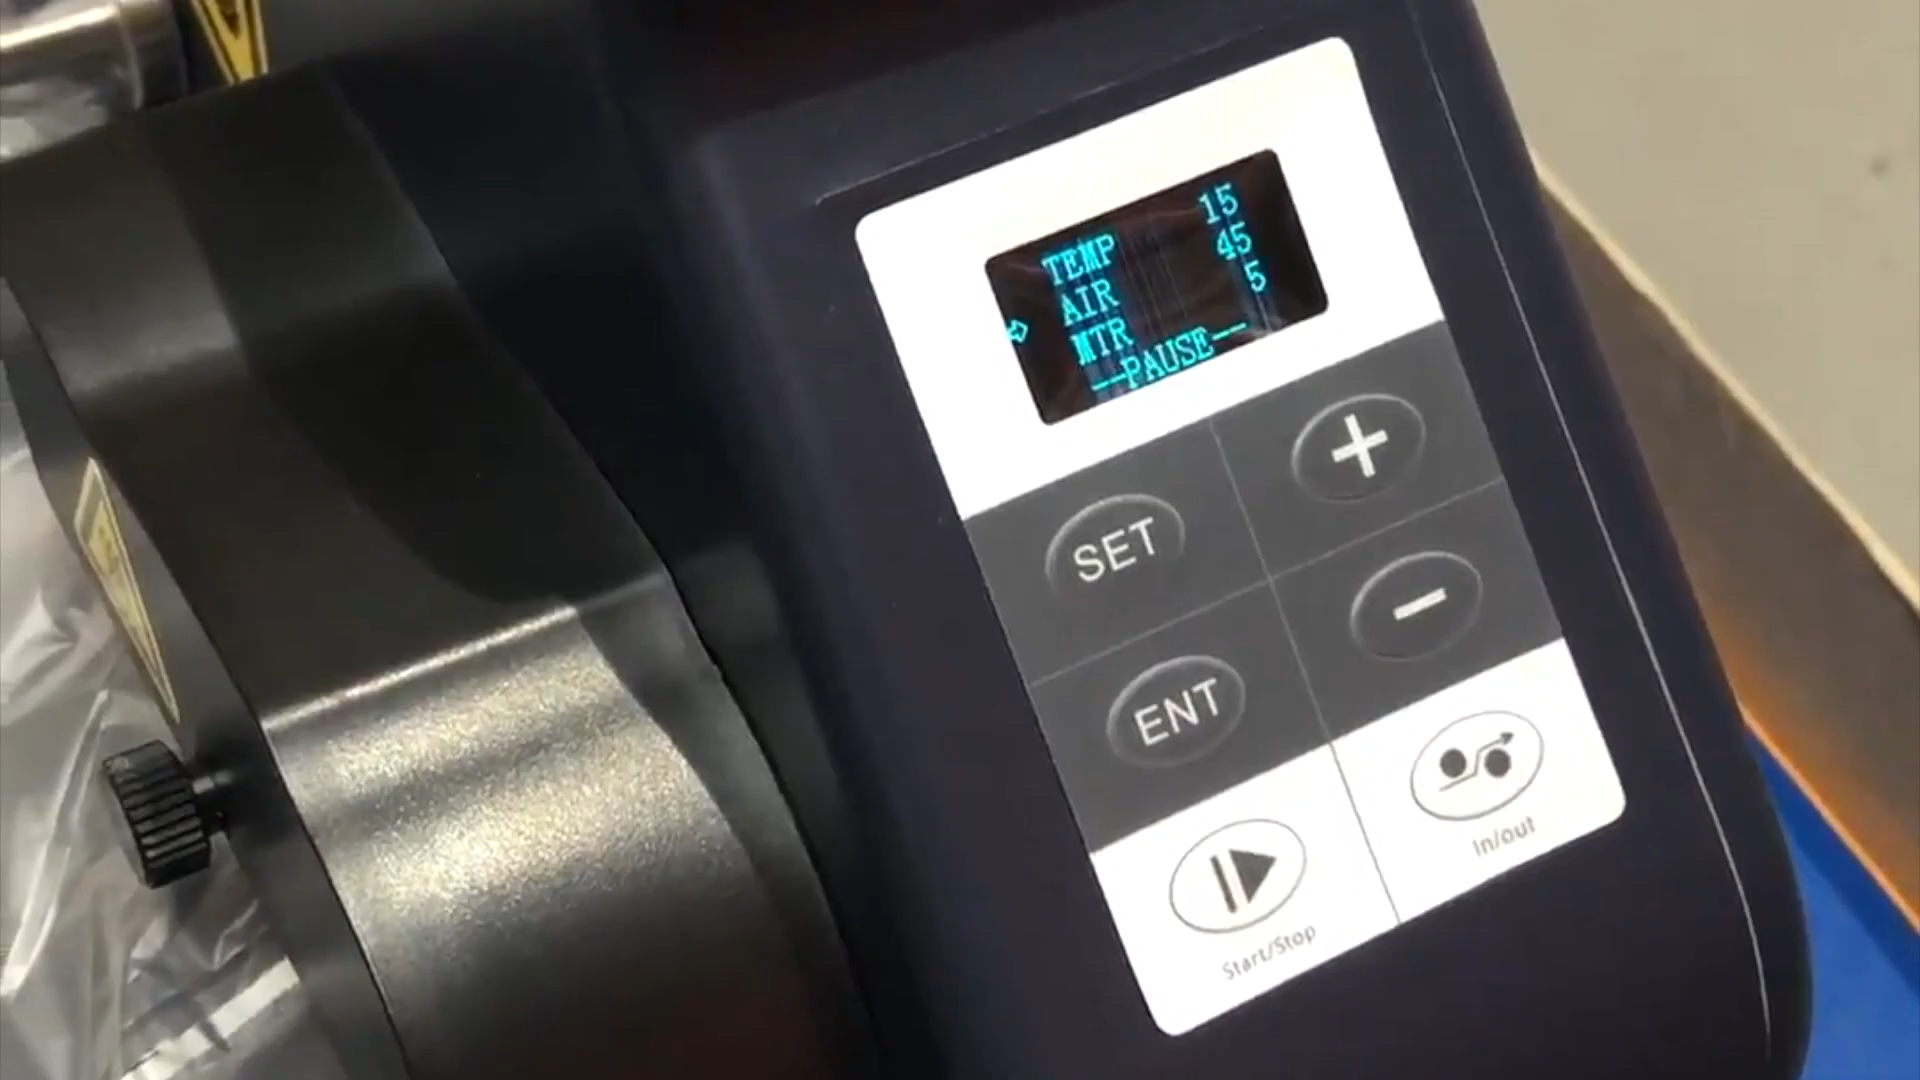 TEMP 15
AIR 45
MTR 5
--PAUSE--
+
SET
-
ENT
In/out
Start/Stop